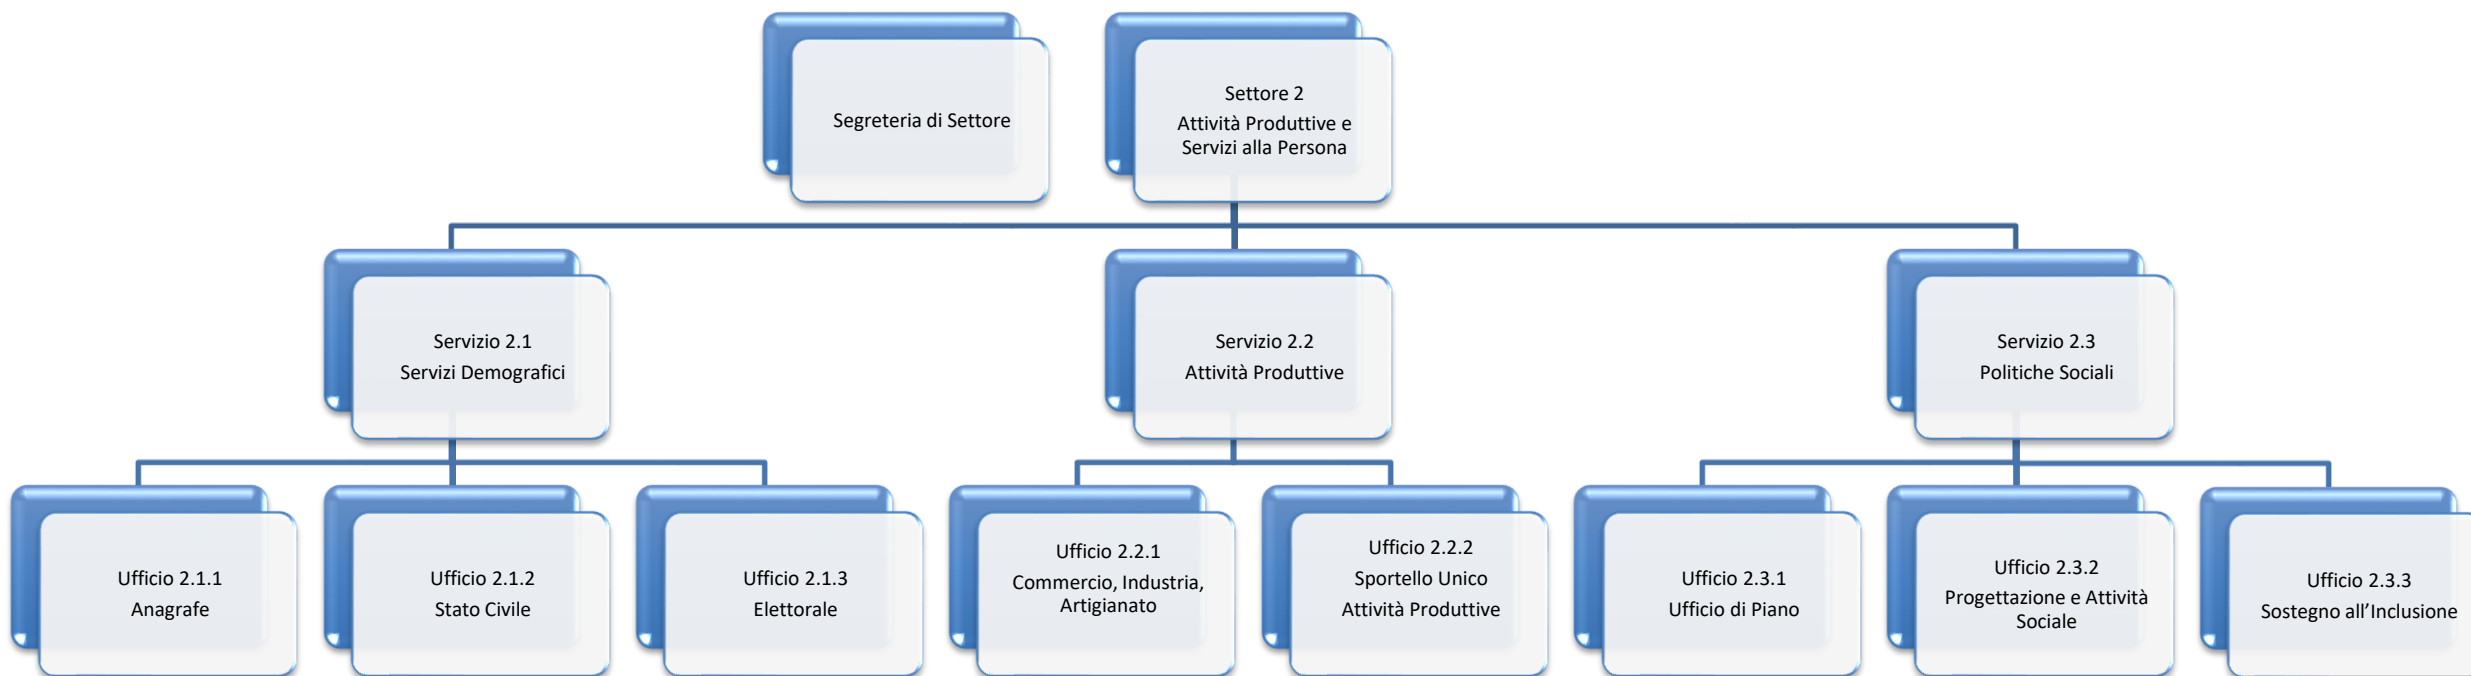 Segreteria di Settore
Settore 2
Attività Produttive e
Servizi alla Persona
Servizio 2.1
Servizi Demografici
Servizio 2.2
Attività Produttive
Servizio 2.3
Politiche Sociali
Ufficio 2.1.1
Anagrafe
Ufficio 2.1.2
Stato Civile
Ufficio 2.1.3
Elettorale
Ufficio 2.2.1
Commercio, Industria,
Artigianato
Ufficio 2.2.2
Sportello Unico
Attività Produttive
Ufficio 2.3.1
Ufficio di Piano
Ufficio 2.3.2
Progettazione e Attività
Sociale
Ufficio 2.3.3
Sostegno all’Inclusione